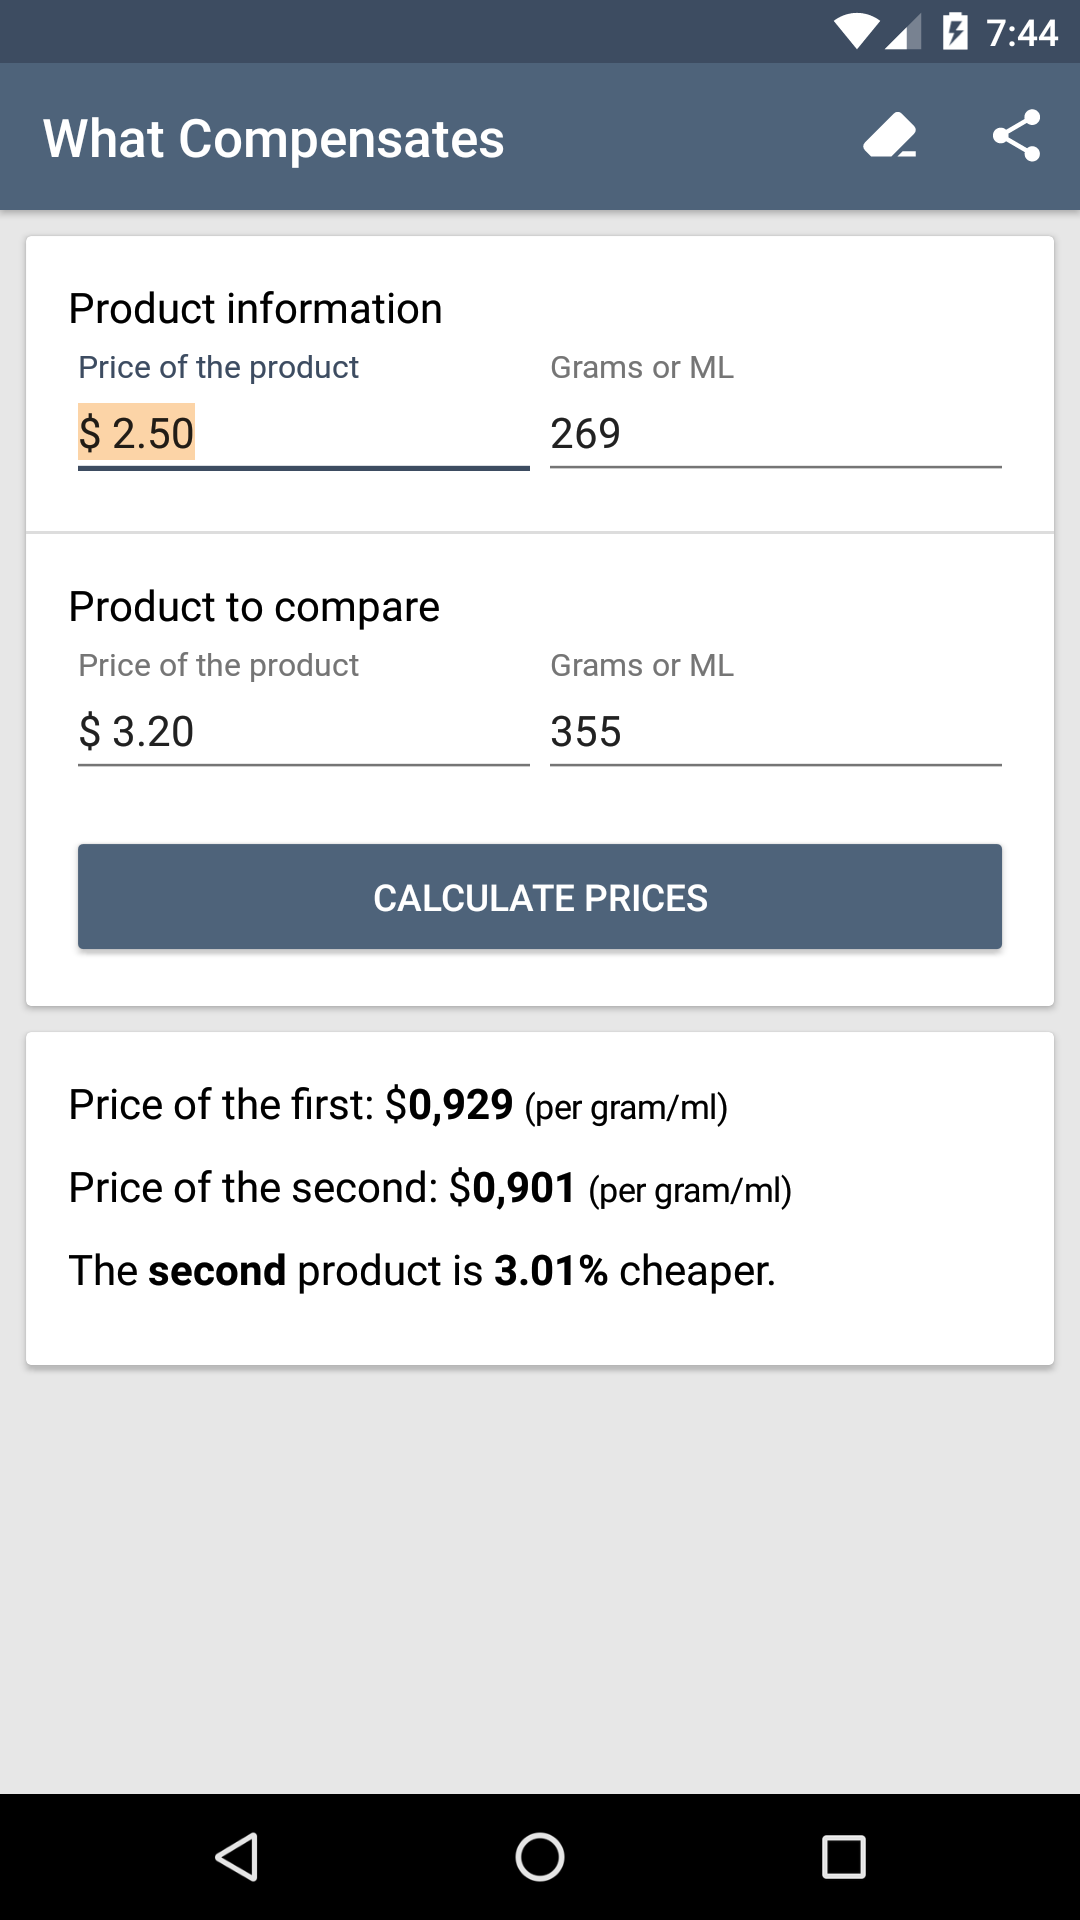 7:44
What Compensates
Product information
Price of the product Grams or ML
$ 2.50 269
Product to compare
Price of the product Grams or ML
$ 3.20 355
CALCULATE PRICES
Price of the first: $0,929 (per gram/ml)
Price of the second: $0,901 (per gram/ml)
The second product is 3.01% cheaper.